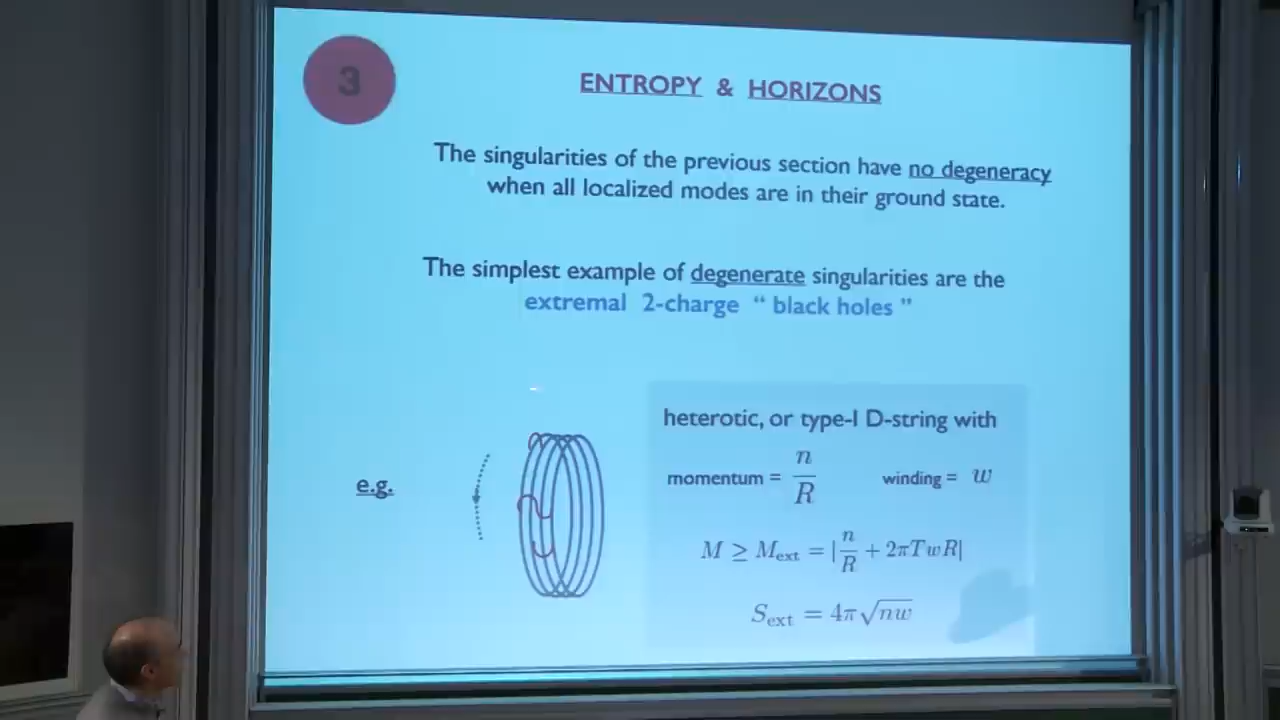 3
ENTROPY & HORIZONS
The singularities of the previous section have no degeneracy
when all localized modes are in their ground state.
The simplest example of degenerate singularities are the
extremal 2-charge “ black holes ”
e.g.
heterotic, or type-I D-string with
momentum = n/R winding = w
M ≥ M_ext = |n/R + 2πTwR|
S_ext = 4π√nw